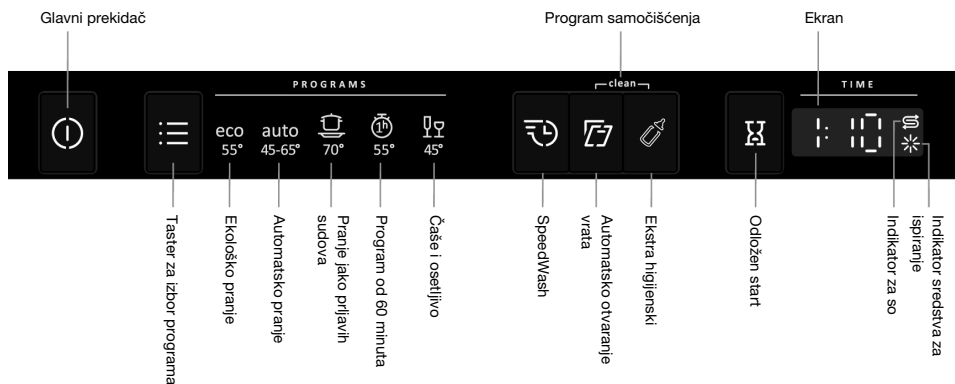 Glavni prekidač
Program samočišćenja
Ekran
PROGRAMS
clean
TIME
1h
eco
auto
55°
45-65°
70°
55°
45°
1:10
Taster za izbor programa
Ekološko pranje
Automatsko pranje
Pranje jako prljavih
sudova
Program od 60 minuta
Čaše i osetljivo
SpeedWash
Automatsko otvaranje
vrata
Ekstra higijenski
Odložen start
Indikator za so
Indikator sredstva za
ispiranje